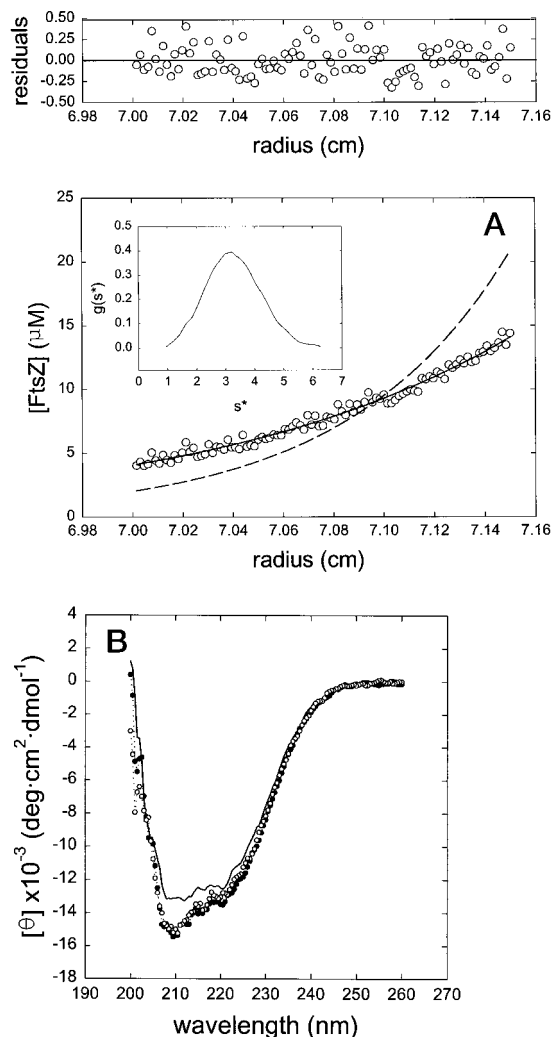 residuals
0.50
0.25
0.00
-0.25
-0.50
6.98 7.00 7.02 7.04 7.06 7.08 7.10 7.12 7.14 7.16
radius (cm)
A
[FtsZ] (μM)
25
20
15
10
5
0
g(s*)
0.5
0.4
0.3
0.2
0.1
0.0
0 1 2 3 4 5 6 7
s*
6.98 7.00 7.02 7.04 7.06 7.08 7.10 7.12 7.14 7.16
radius (cm)
B
[θ] x10⁻³ (deg·cm²·dmol⁻¹)
4
2
0
-2
-4
-6
-8
-10
-12
-14
-16
-18
190 200 210 220 230 240 250 260 270
wavelength (nm)